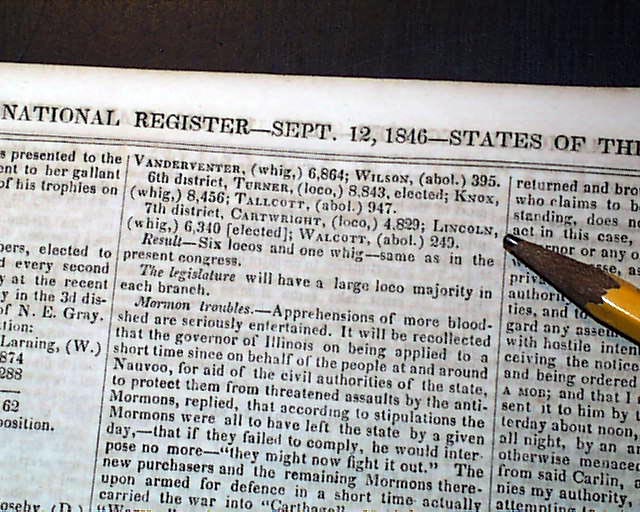 NATIONAL REGISTER—SEPT. 12, 1846—STATES OF THE
s presented to the
ent to her gallant
of his trophies on
pers, elected to
d every second
y at the recent
y in the 3d dis-
of N. E. Gray.
tion:
Larning, (W.)
874
288
62
position.
oseby, (D.)
VANDERVENTER, (whig,) 6,864; WILSON, (abol.) 395.
6th district, TURNER, (loco,) 8,843, elected; KNOX,
(whig,) 8,456; TALLCOTT, (abol.) 947.
7th district, CARTWRIGHT, (loco,) 4,829; LINCOLN,
(whig,) 6,340 [elected]; WALCOTT, (abol.) 249.
Result—Six locos and one whig—same as in the
present congress.
The legislature will have a large loco majority in
each branch.
Mormon troubles.—Apprehensions of more blood-
shed are seriously entertained. It will be recollected
that the governor of Illinois on being applied to a
short time since on behalf of the people at and around
Nauvoo, for aid of the civil authorities of the state,
to protect them from threatened assaults by the anti-
Mormons, replied, that according to stipulations the
Mormons were all to have left the state by a given
day,—that if they failed to comply, he would inter-
pose no more—"they might now fight it out." The
new purchasers and the remaining Mormons there-
upon armed for defence in a short time actually
carried the war into "Carthage"
returned and bro
who claims to b
standing, does no
act in this case,
ernor or any o
se, a
priva
authori
ties, and to
gard any assem
with hostile inten
ceiving the notice
and being ordered
A MOB; and that I
sent it to him by
terday about noon,
all night, by an ar
otherwise menace
from said Carlin, a
nies my authority,
attempting to